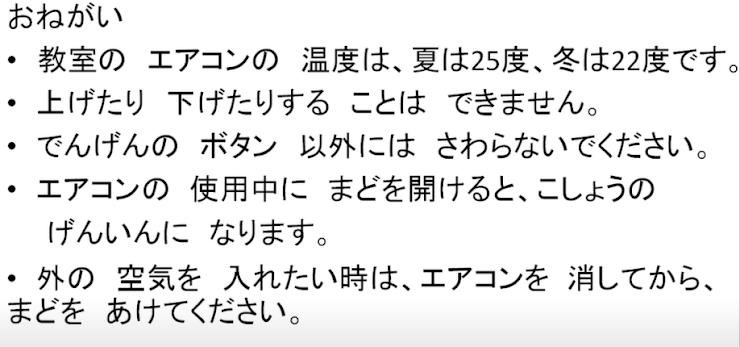 おねがい
• 教室の　エアコンの　温度は、夏は25度、冬は22度です。
• 上げたり　下げたりする　ことは　できません。
• でんげんの　ボタン　以外には　さわらないでください。
• エアコンの　使用中に　まどを開けると、こしょうの
げんいんに　なります。
• 外の　空気を　入れたい時は、エアコンを　消してから、
まどを　あけてください。